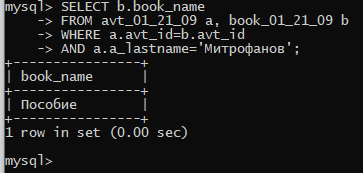 mysql> SELECT b.book_name
    -> FROM avt_01_21_09 a, book_01_21_09 b
    -> WHERE a.avt_id=b.avt_id
    -> AND a.a_lastname='Митрофанов';
+---------------+
| book_name     |
+---------------+
| Пособие       |
+---------------+
1 row in set (0.00 sec)
mysql>